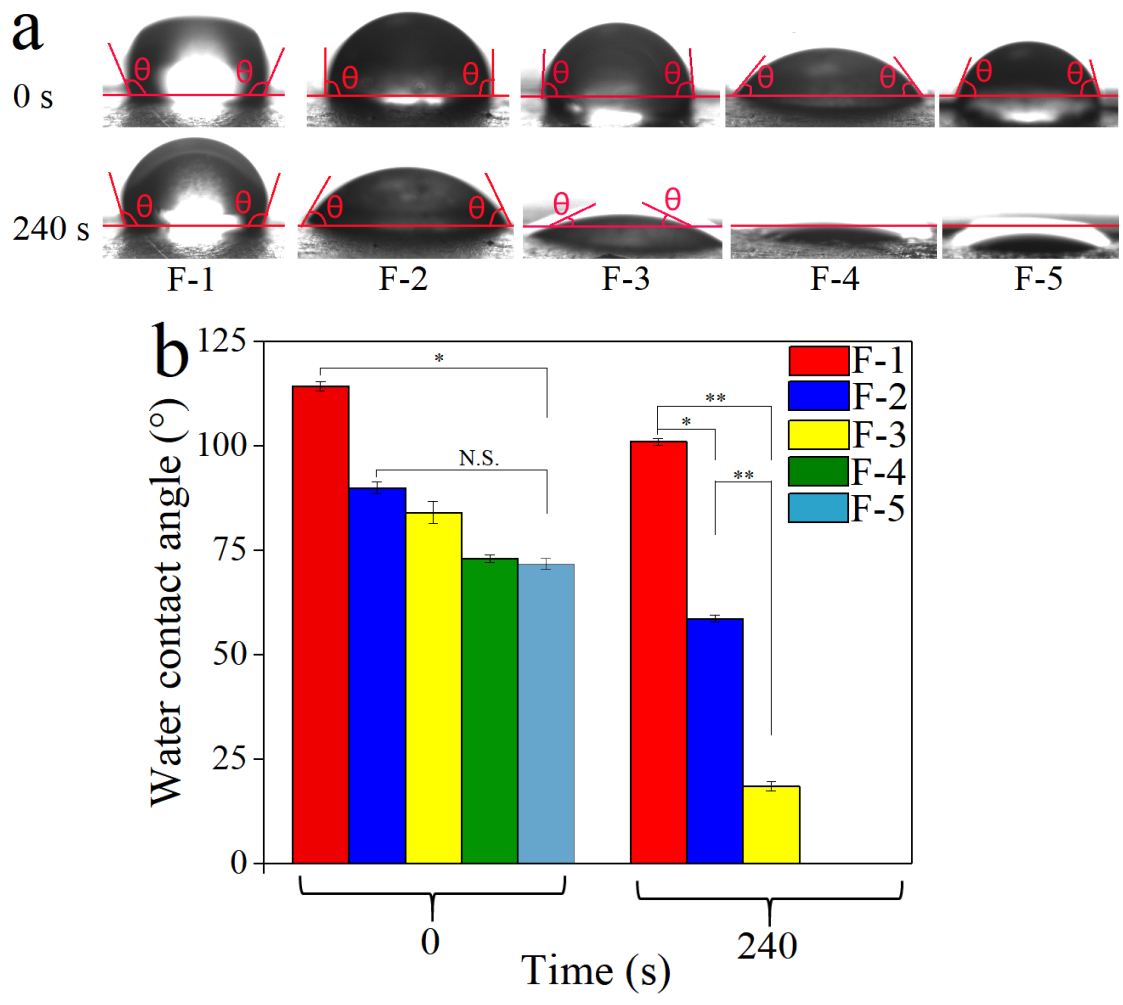 a
0 s
θ θ θ θ θ θ θ θ θ θ
240 s
θ θ θ θ θ θ
F-1 F-2 F-3 F-4 F-5
b
Water contact angle (°)
125
100
75
50
25
0
*
N.S.
**
*
**
F-1
F-2
F-3
F-4
F-5
0
240
Time (s)